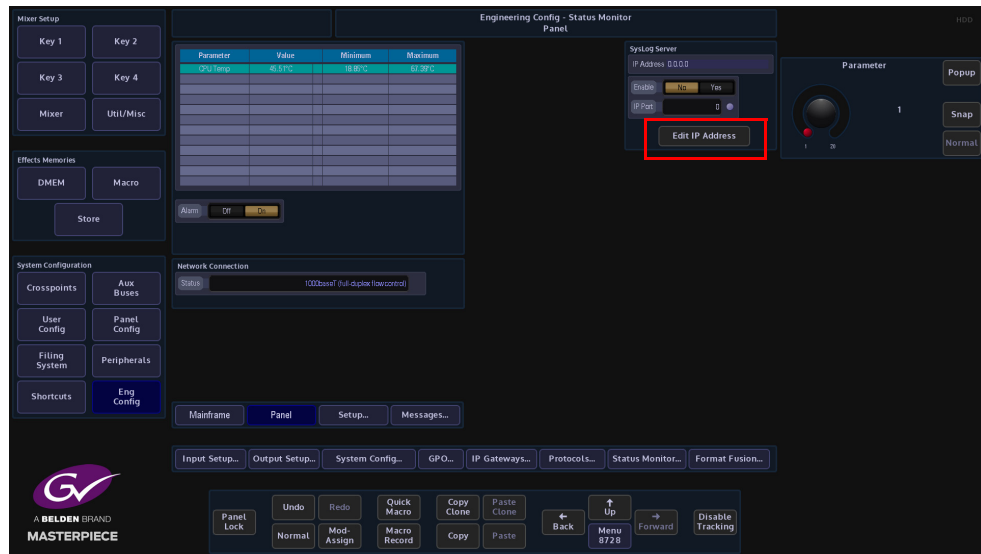 Mixer Setup
Key 1
Key 2
Key 3
Key 4
Mixer
Util/Misc
Effects Memories
DMEM
Macro
Store
System Configuration
Crosspoints
Aux
Buses
User
Config
Panel
Config
Filing
System
Peripherals
Shortcuts
Eng
Config
GV
A BELDEN BRAND
MASTERPIECE
Engineering Config - Status Monitor
Panel
HDD
Parameter Value Minimum Maximum
CPU Temp 45.51°C 18.85°C 67.39°C
Alarm Off On
Network Connection
Status 1000baseT (full-duplex flow control)
SysLog Server
IP Address 0.0.0.0
Enable No Yes
IP Port 0
Edit IP Address
Parameter
1
1 20
Popup
Snap
Normal
Mainframe Panel Setup... Messages...
Input Setup... Output Setup... System Config... GPO... IP Gateways... Protocols... Status Monitor... Format Fusion...
Panel
Lock
Undo
Redo
Quick
Macro
Copy
Clone
Paste
Clone
Normal
Mod-
Assign
Macro
Record
Copy
Paste
← 
Back
↑
Up
Menu
8728
→
Forward
Disable
Tracking